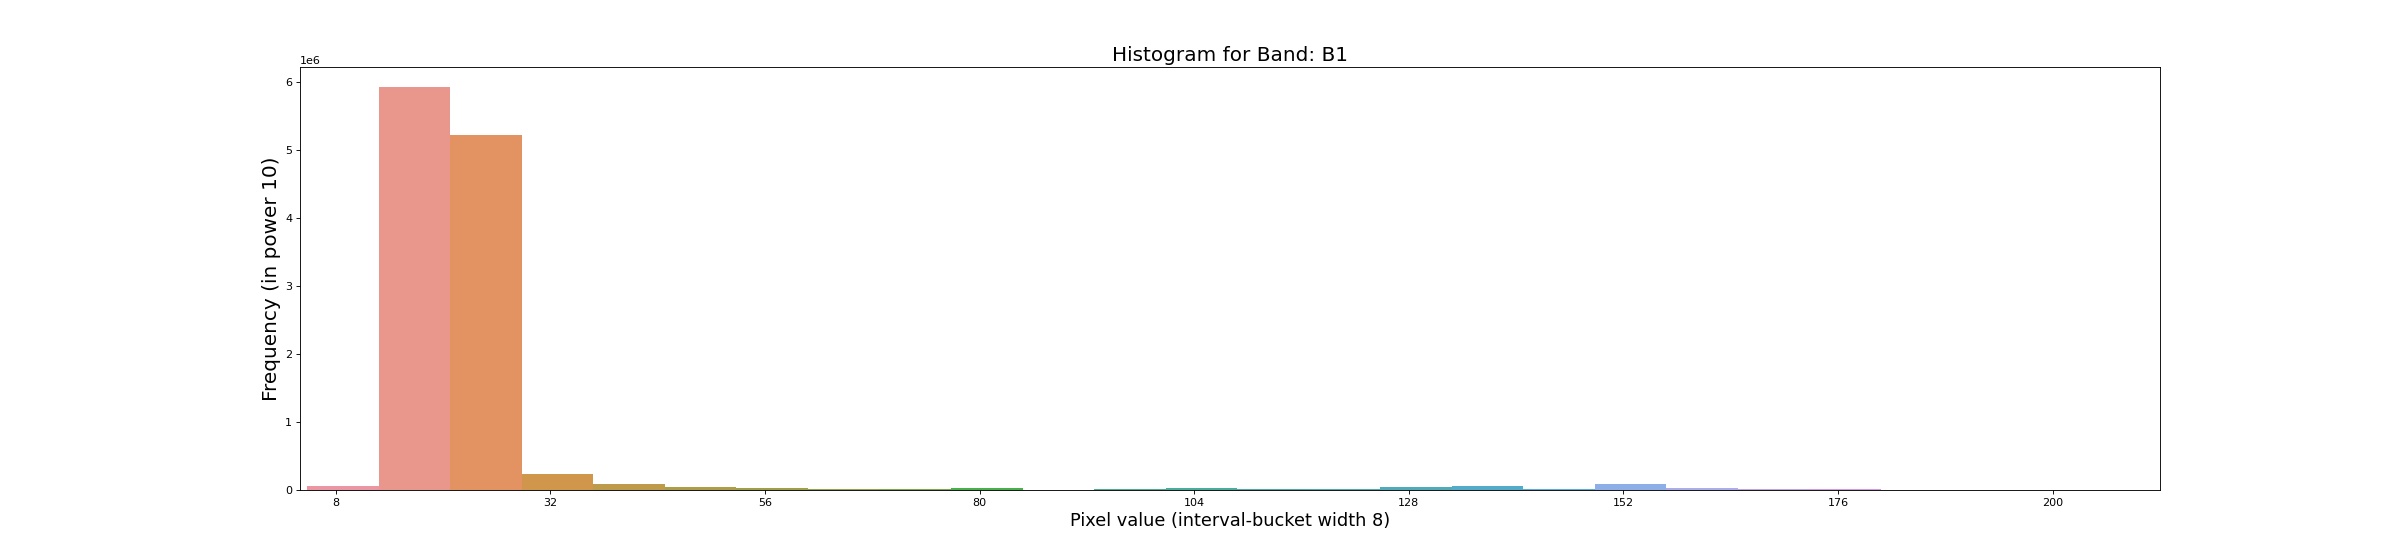 Histogram for Band: B1
1e6
6
5
4
3
2
1
0
Frequency (in power 10)
8 32 56 80 104 128 152 176 200
Pixel value (interval-bucket width 8)